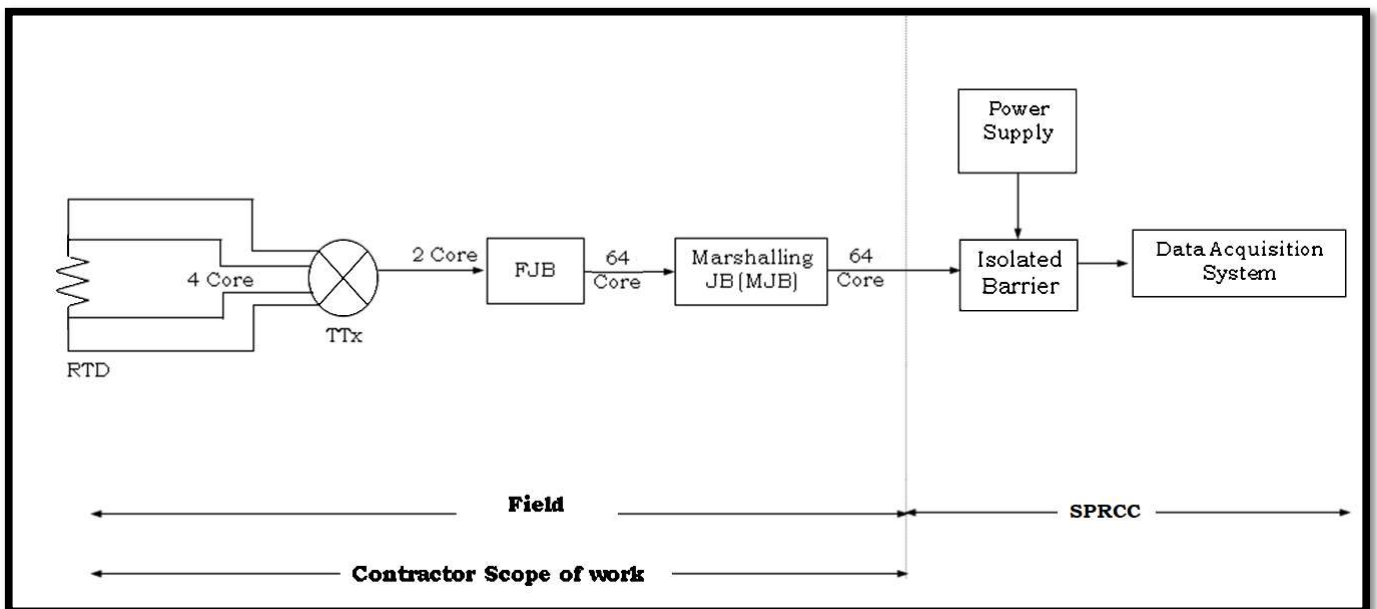 Power
Supply
4 Core
TTx
RTD
2 Core
FJB
64
Core
Marshalling
JB (MJB)
64
Core
Isolated
Barrier
Data Acquisition
System
Field
SPRCC
Contractor Scope of work